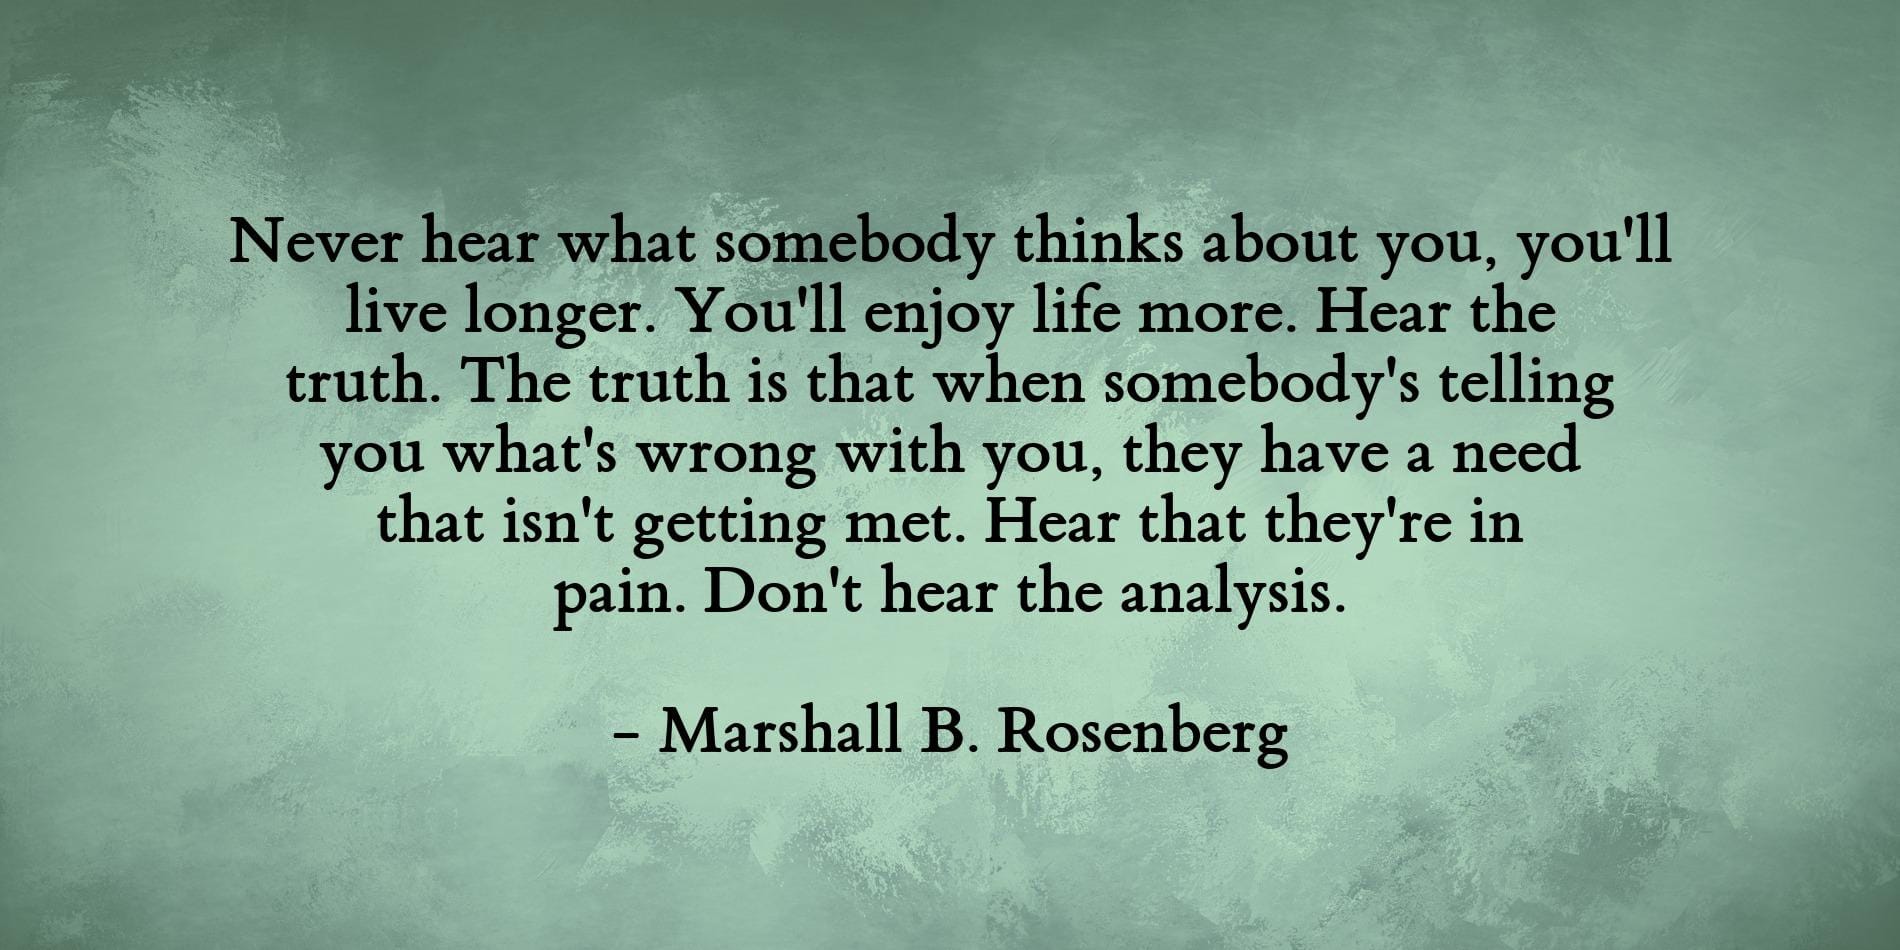 Never hear what somebody thinks about you, you'll
live longer. You'll enjoy life more. Hear the
truth. The truth is that when somebody's telling
you what's wrong with you, they have a need
that isn't getting met. Hear that they're in
pain. Don't hear the analysis.
– Marshall B. Rosenberg